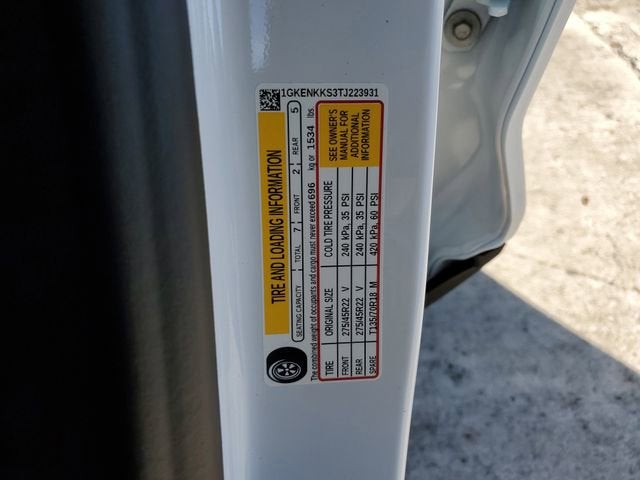 1GKENKKS3TJ223931
TIRE AND LOADING INFORMATION
SEATING CAPACITY TOTAL 7 FRONT 2 REAR 5
The combined weight of occupants and cargo must never exceed 696 kg or 1534 lbs
TIRE ORIGINAL SIZE COLD TIRE PRESSURE
FRONT 275/45R22 V 240 kPa, 35 PSI
REAR 275/45R22 V 240 kPa, 35 PSI
SPARE T135/70R18 M 420 kPa, 60 PSI
SEE OWNER'S
MANUAL FOR
ADDITIONAL
INFORMATION